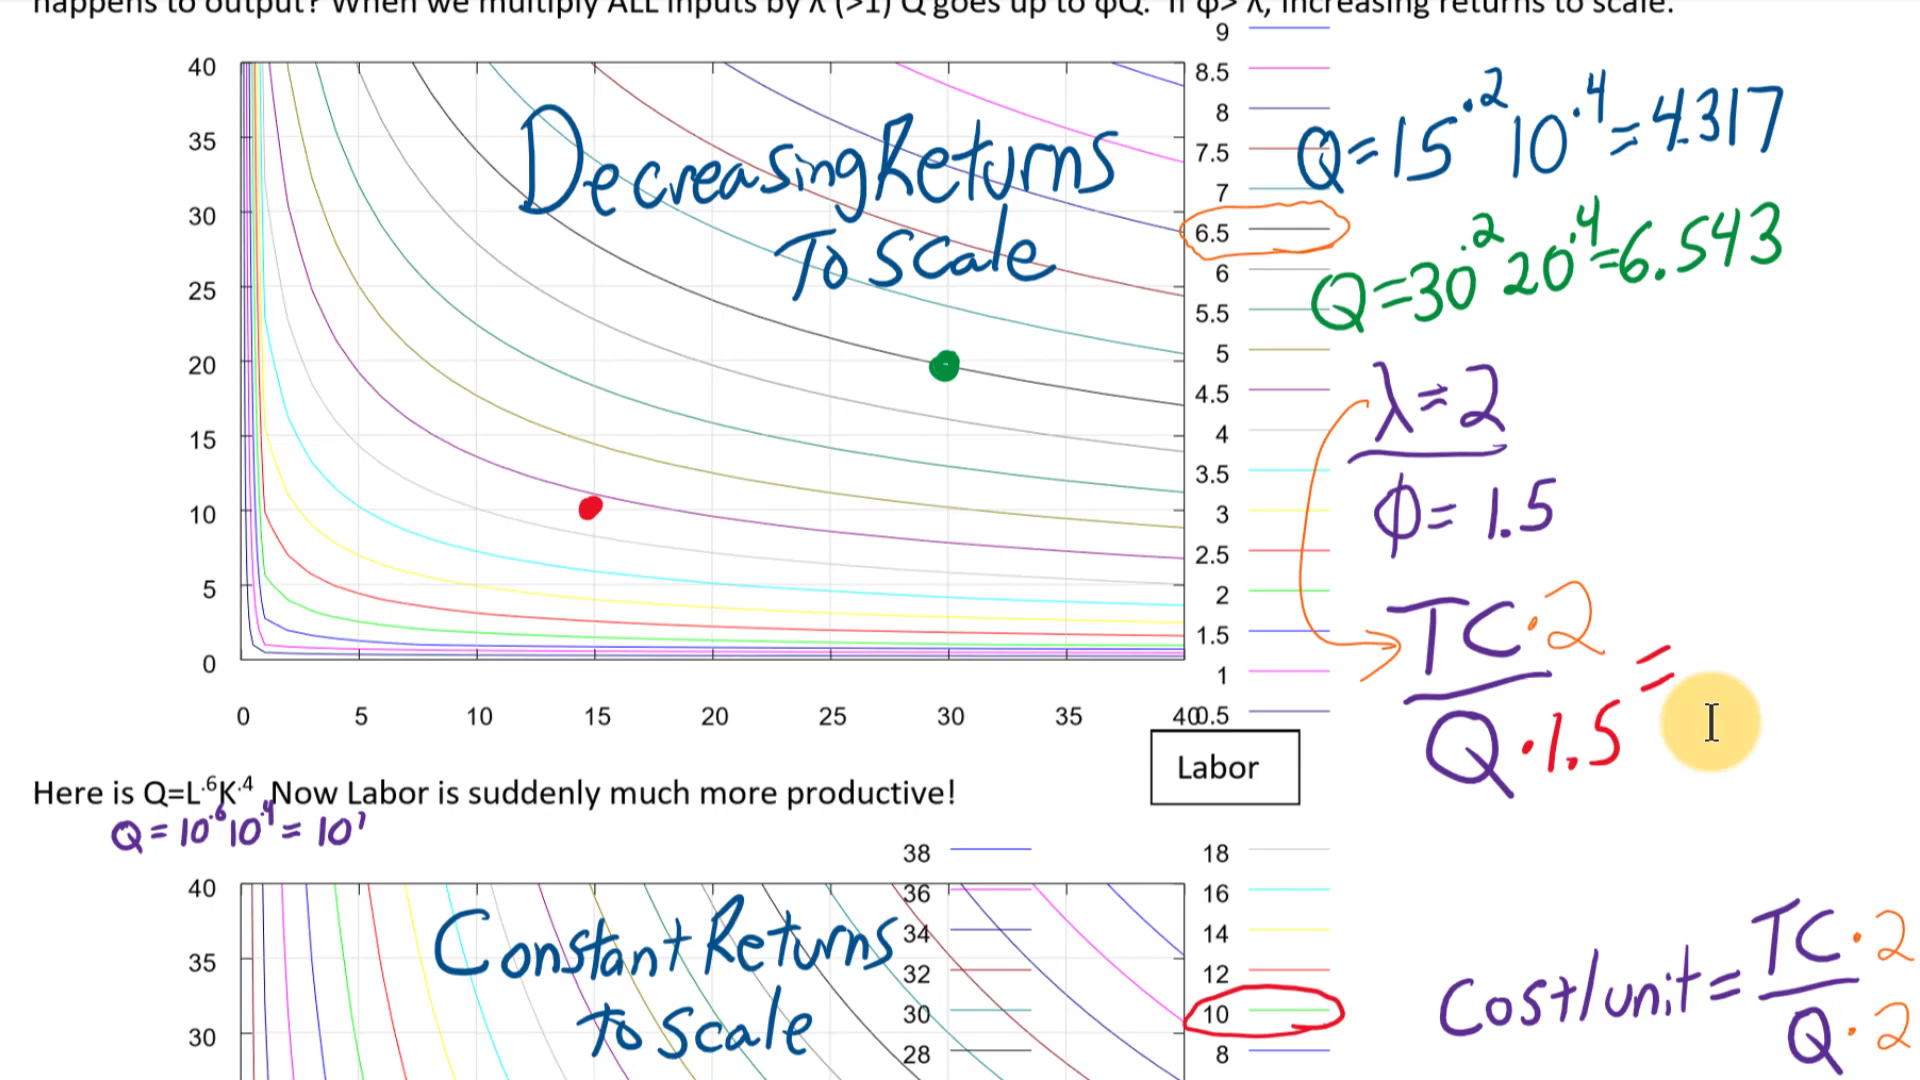 happens to output? When we multiply ALL inputs by λ (>1) Q goes up to φQ. If φ> λ, increasing returns to scale.
9
40
8.5
8
35
7.5
7
30
6.5
6
25
5.5
20
5
4.5
15
4
3.5
10
3
2.5
5
2
1.5
0
1
0 5 10 15 20 25 30 35 40
0.5
Decreasing Returns
To Scale
Q=15^.2 10^.4=4.317
Q=30^.2 20^.4=6.543
λ=2
Φ=1.5
TC·2
Q·1.5
=
Labor
Here is Q=L^.6K^.4 Now Labor is suddenly much more productive!
Q=10^.6 10^.4=10^1
38 18
40
36 16
34 14
35
32 12
30 10
30
28 8
Constant Returns
To Scale
Cost/unit=
TC·2
Q·2